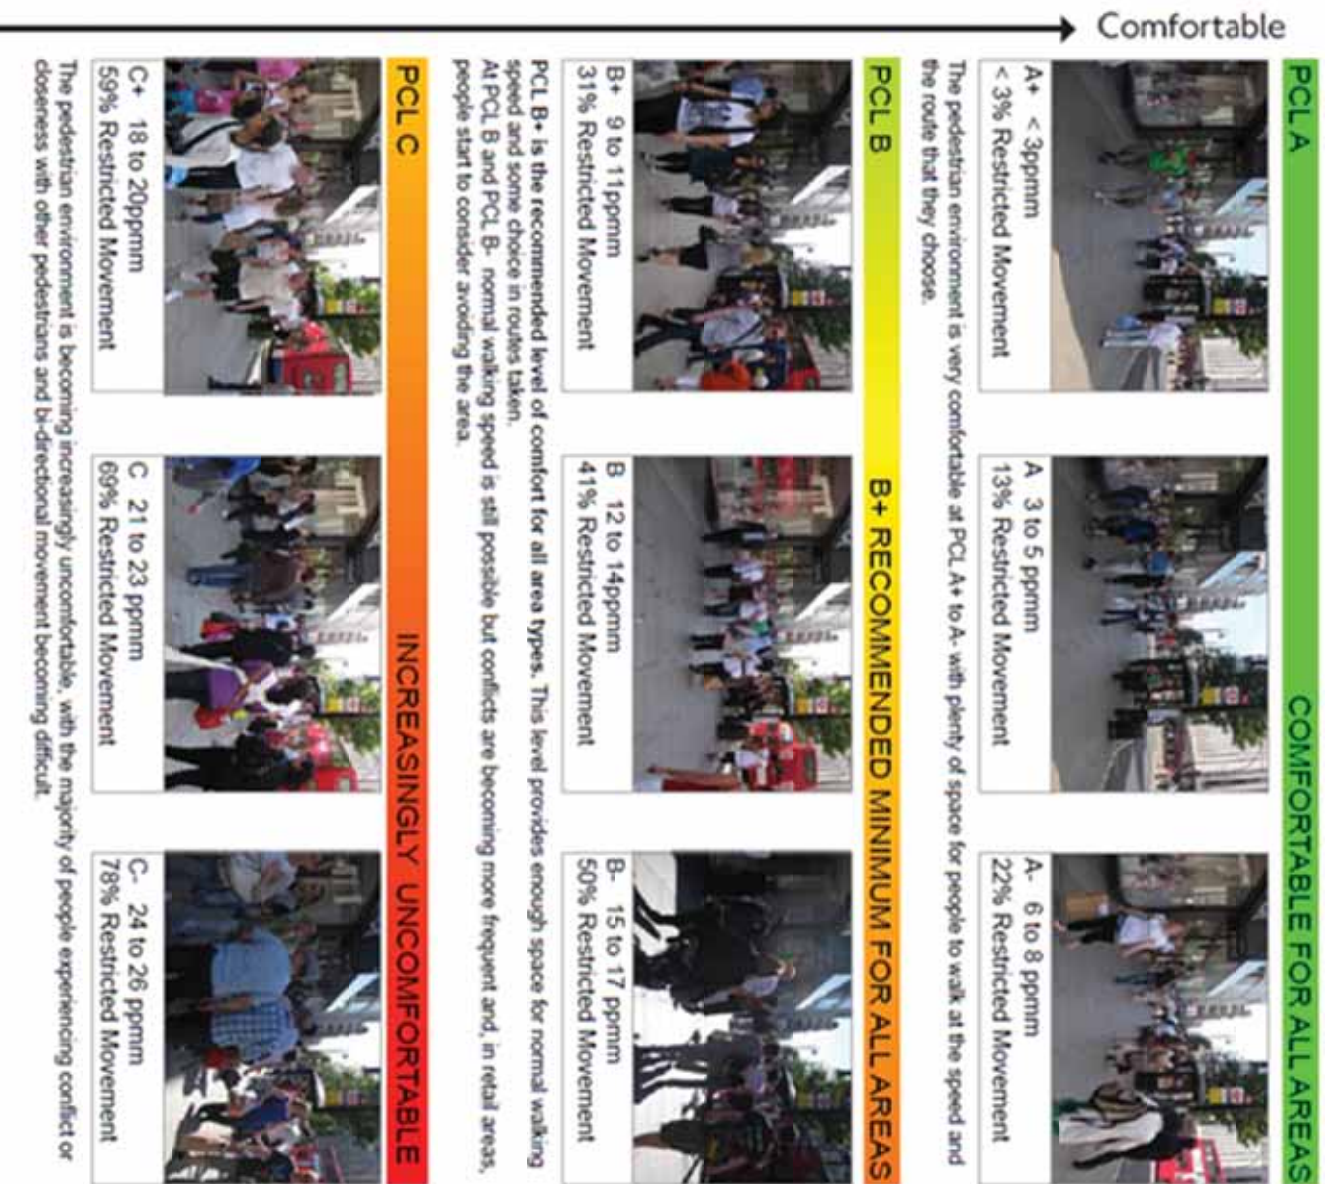 Comfortable
PCL A COMFORTABLE FOR ALL AREAS
A+ < 3ppmm
< 3% Restricted Movement
A 3 to 5 ppmm
13% Restricted Movement
A- 6 to 8 ppmm
22% Restricted Movement
The pedestrian environment is very comfortable at PCL A+ to A- with plenty of space for people to walk at the speed and
the route that they choose.
PCL B B+ RECOMMENDED MINIMUM FOR ALL AREAS
B+ 9 to 11ppmm
31% Restricted Movement
B 12 to 14ppmm
41% Restricted Movement
B- 15 to 17 ppmm
50% Restricted Movement
PCL B+ is the recommended level of comfort for all area types. This level provides enough space for normal walking
speed and some choice in routes taken.
At PCL B and PCL B- normal walking speed is still possible but conflicts are becoming more frequent and, in retail areas,
people start to consider avoiding the area.
PCL C INCREASINGLY UNCOMFORTABLE
C+ 18 to 20ppmm
59% Restricted Movement
C 21 to 23 ppmm
69% Restricted Movement
C- 24 to 26 ppmm
78% Restricted Movement
The pedestrian environment is becoming increasingly uncomfortable, with the majority of people experiencing conflict or
closeness with other pedestrians and bi-directional movement becoming difficult.